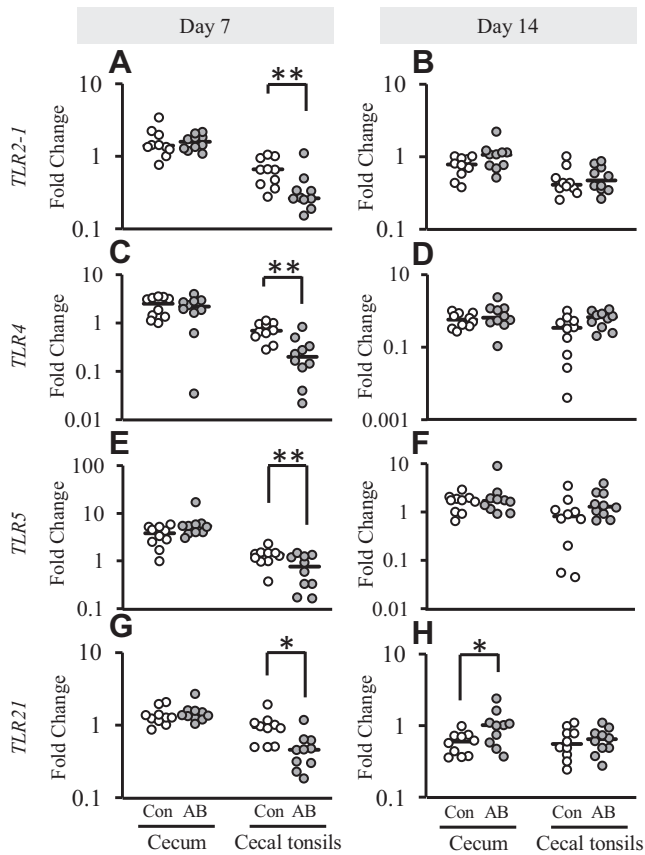 Day 7
Day 14
A
B
TLR2-1
Fold Change
10
1
0.1
**
Fold Change
10
1
0.1
C
D
TLR4
Fold Change
10
1
0.1
0.01
**
Fold Change
10
0.1
0.001
E
F
TLR5
Fold Change
100
10
1
0.1
**
Fold Change
10
1
0.1
0.01
G
H
TLR21
Fold Change
10
1
0.1
*
Fold Change
10
1
0.1
*
Con AB Con AB
Cecum Cecal tonsils
Con AB Con AB
Cecum Cecal tonsils